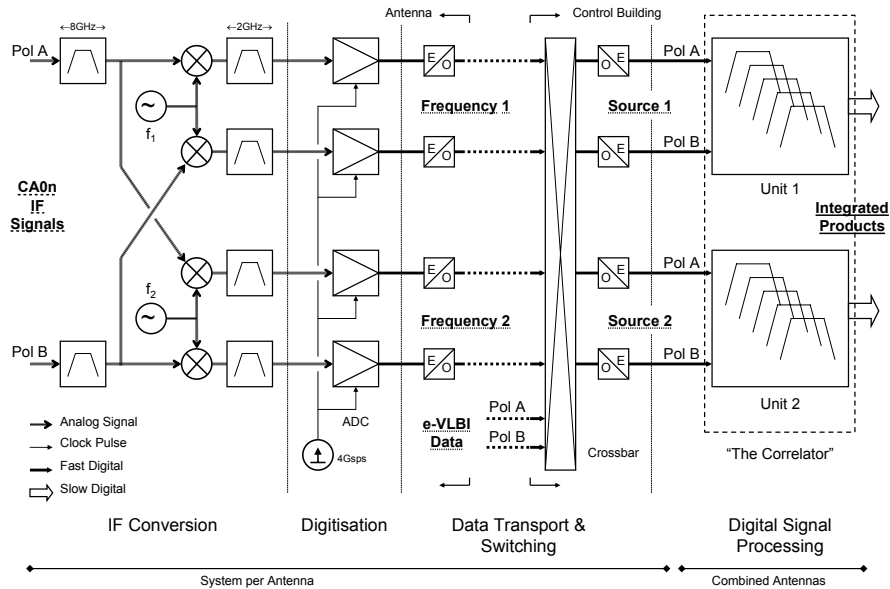 ←8GHz→
←2GHz→
Antenna
Control Building
Pol A
E
O
O
E
Pol A
f1
Frequency 1
Source 1
E
O
O
E
Pol B
Unit 1
CA0n
IF
Signals
Integrated
Products
f2
E
O
O
E
Pol A
Frequency 2
Source 2
Pol B
E
O
O
E
Pol B
Unit 2
Analog Signal
Clock Pulse
Fast Digital
Slow Digital
ADC
4Gsps
e-VLBI
Data
Pol A
Pol B
Crossbar
“The Correlator”
IF Conversion
Digitisation
Data Transport &
Switching
Digital Signal
Processing
System per Antenna
Combined Antennas